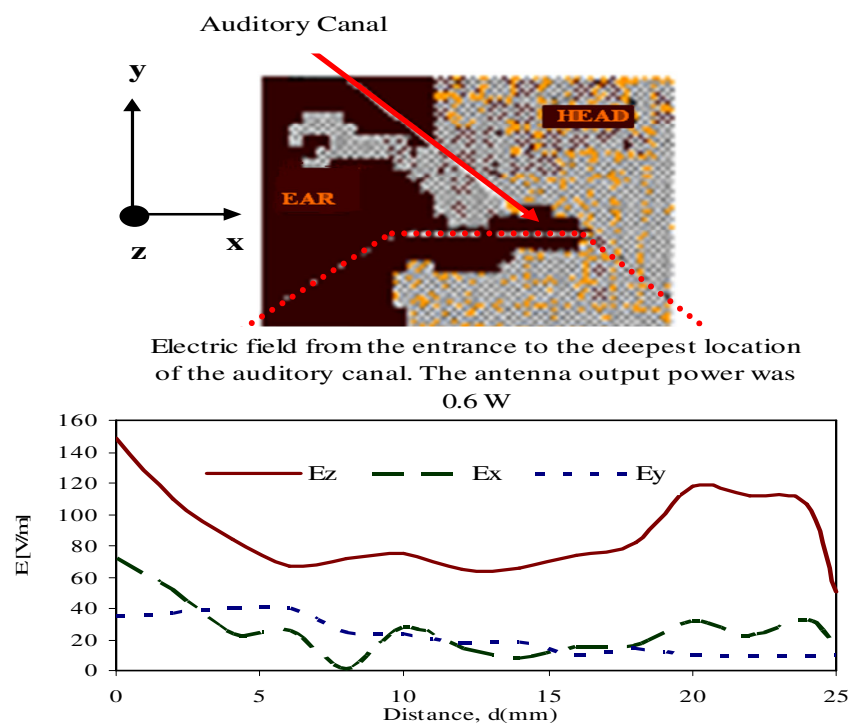 Auditory Canal
y
HEAD
EAR
z
x
Electric field from the entrance to the deepest location
of the auditory canal. The antenna output power was
0.6 W
160
140
120
100
80
60
40
20
0
E[V/m]
Ez
Ex
Ey
0
5
10
15
20
25
Distance, d(mm)